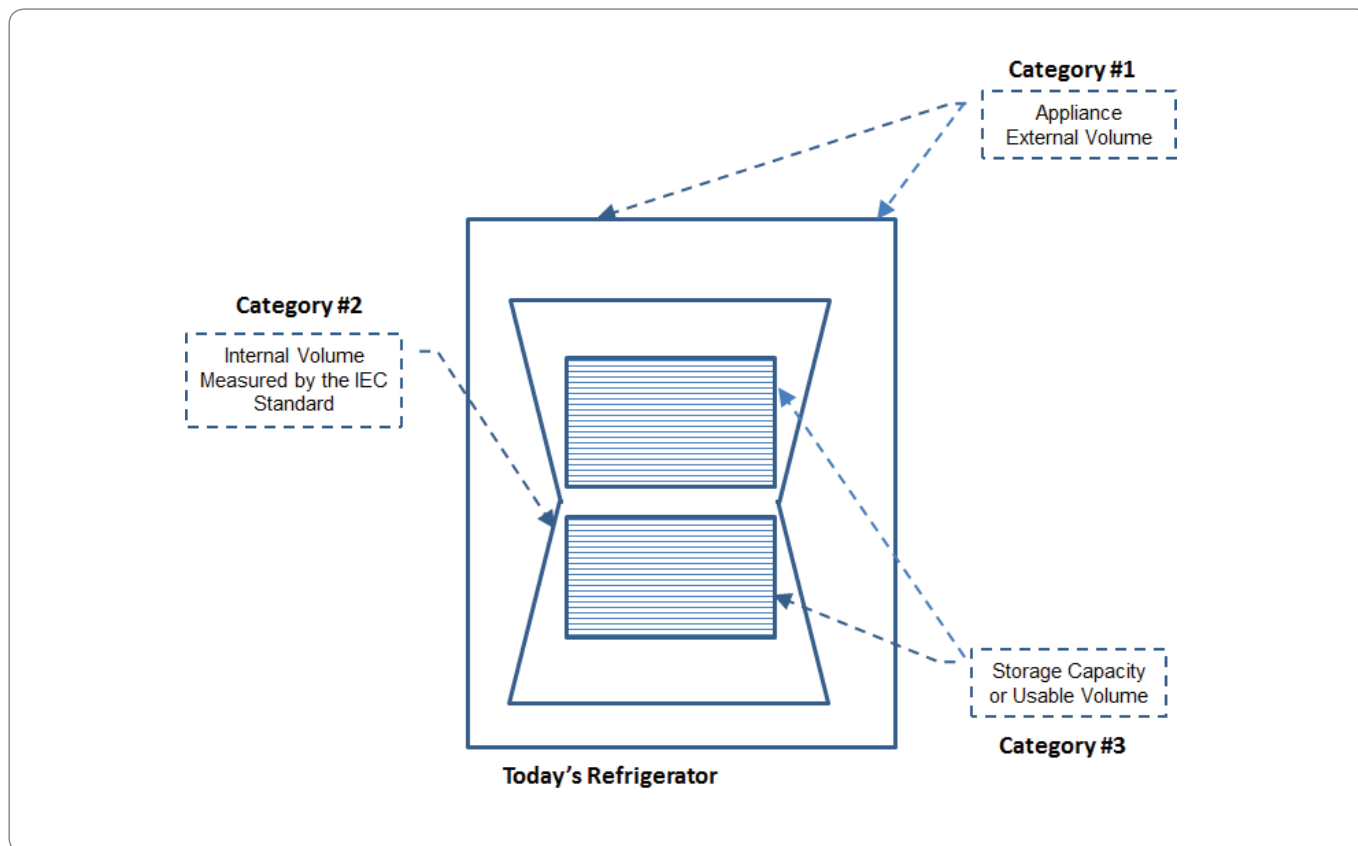 Category #1
Appliance
External Volume
Category #2
Internal Volume
Measured by the IEC
Standard
Storage Capacity
or Usable Volume
Category #3
Today’s Refrigerator